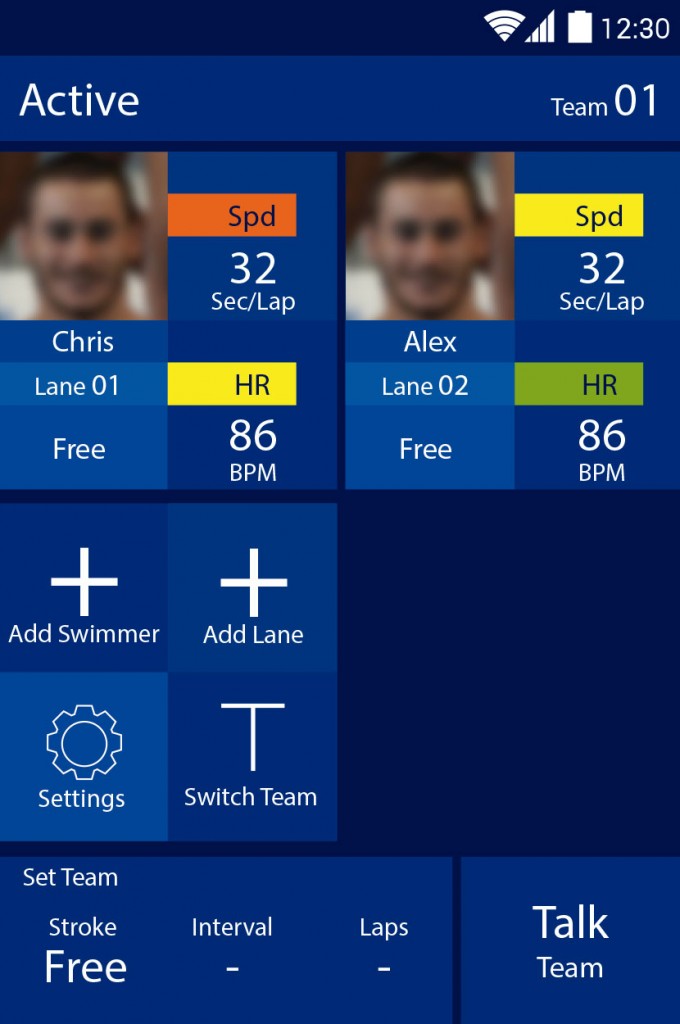 12:30
Active
Team 01
Spd
32
Sec/Lap
Chris
Lane 01
HR
Free
86
BPM
Spd
32
Sec/Lap
Alex
Lane 02
HR
Free
86
BPM
Add Swimmer
Add Lane
Settings
Switch Team
Set Team
Stroke
Free
Interval
-
Laps
-
Talk
Team